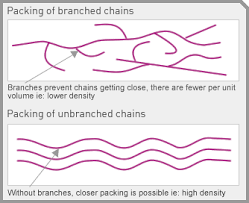 Packing of branched chains
Branches prevent chains getting close, there are fewer per unit
volume ie: lower density
Packing of unbranched chains
Without branches, closer packing is possible ie: high density